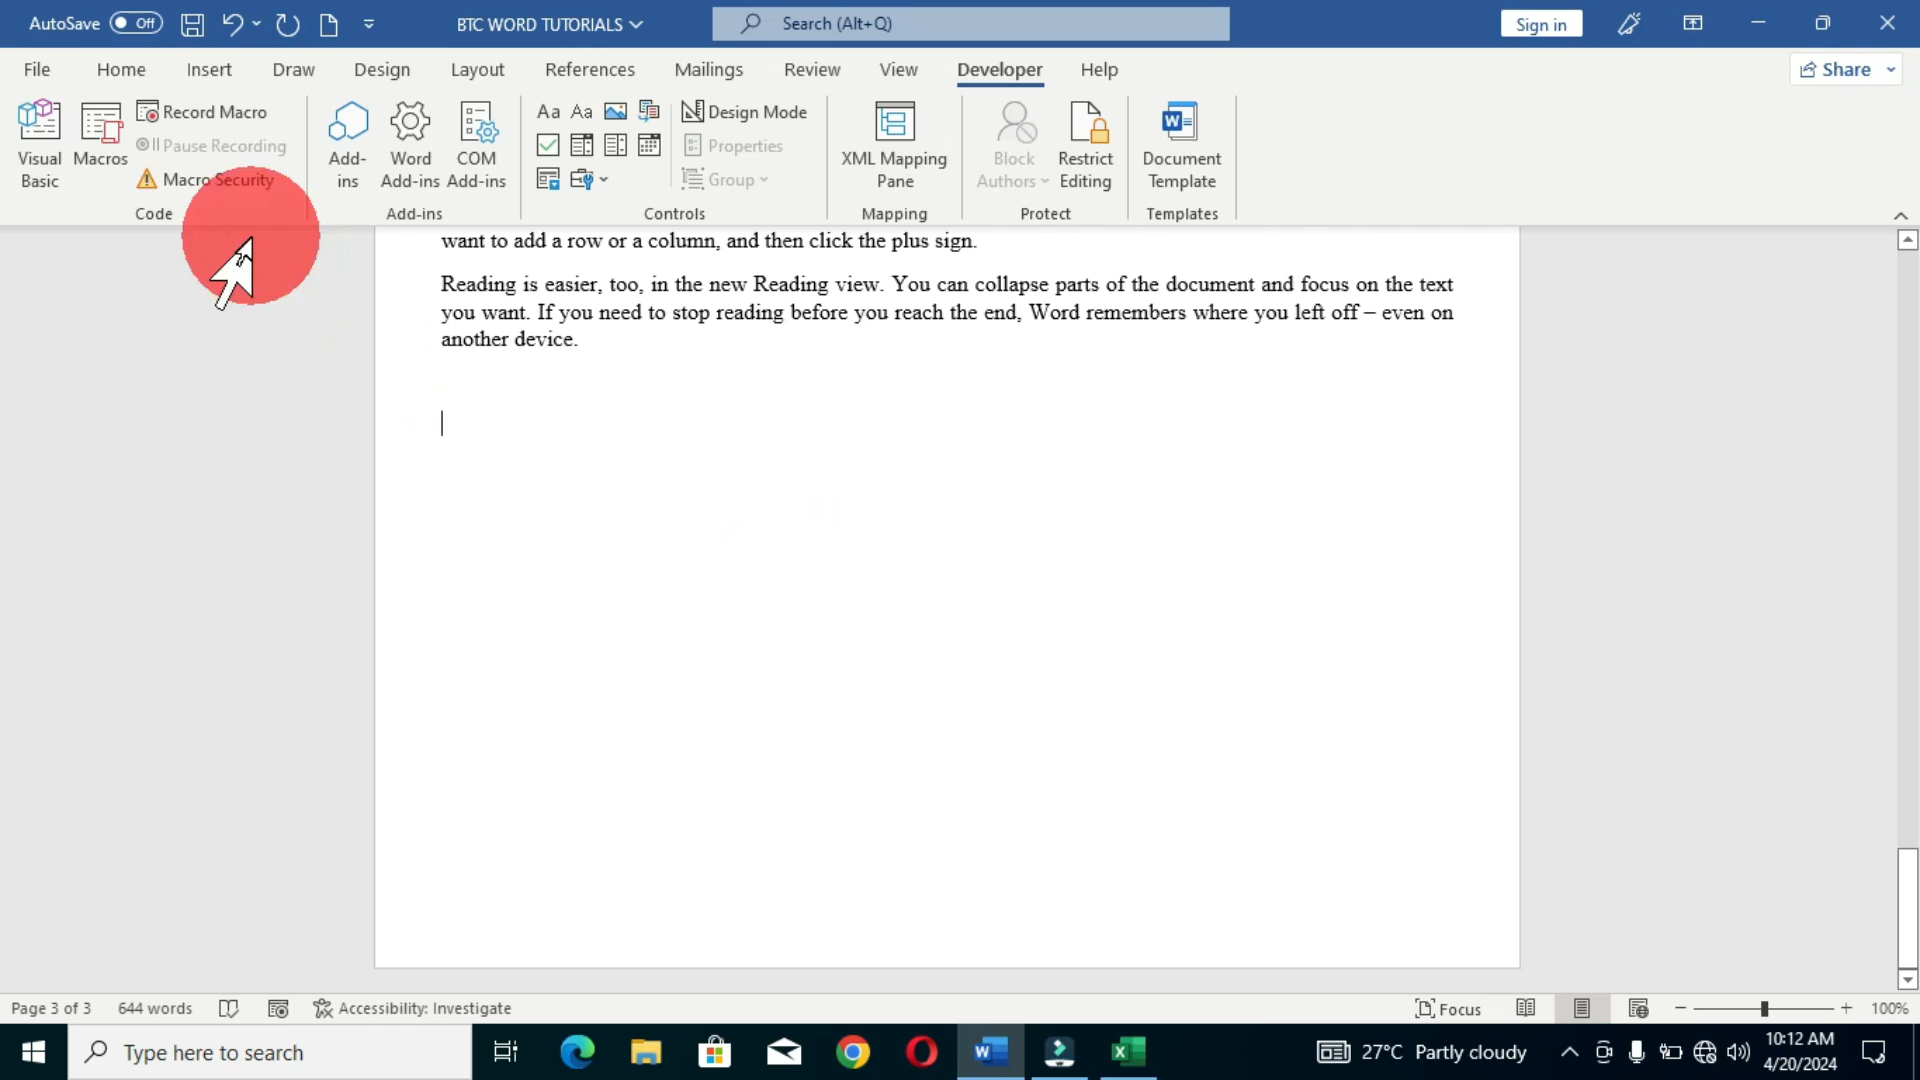 AutoSave Off BTC WORD TUTORIALS Search (Alt+Q) Sign in
File Home Insert Draw Design Layout References Mailings Review View Developer Help Share
Visual Basic
Macros
Record Macro
Pause Recording
Macro Security
Code
Add-ins
Word Add-ins
COM Add-ins
Add-ins
Aa Aa
Design Mode
Properties
Group
Controls
XML Mapping Pane
Mapping
Block Authors
Restrict Editing
Protect
Document Template
Templates
want to add a row or a column, and then click the plus sign.
Reading is easier, too, in the new Reading view. You can collapse parts of the document and focus on the text
you want. If you need to stop reading before you reach the end, Word remembers where you left off – even on
another device.
Page 3 of 3 644 words Accessibility: Investigate Focus 100%
Type here to search 27°C Partly cloudy 10:12 AM
4/20/2024